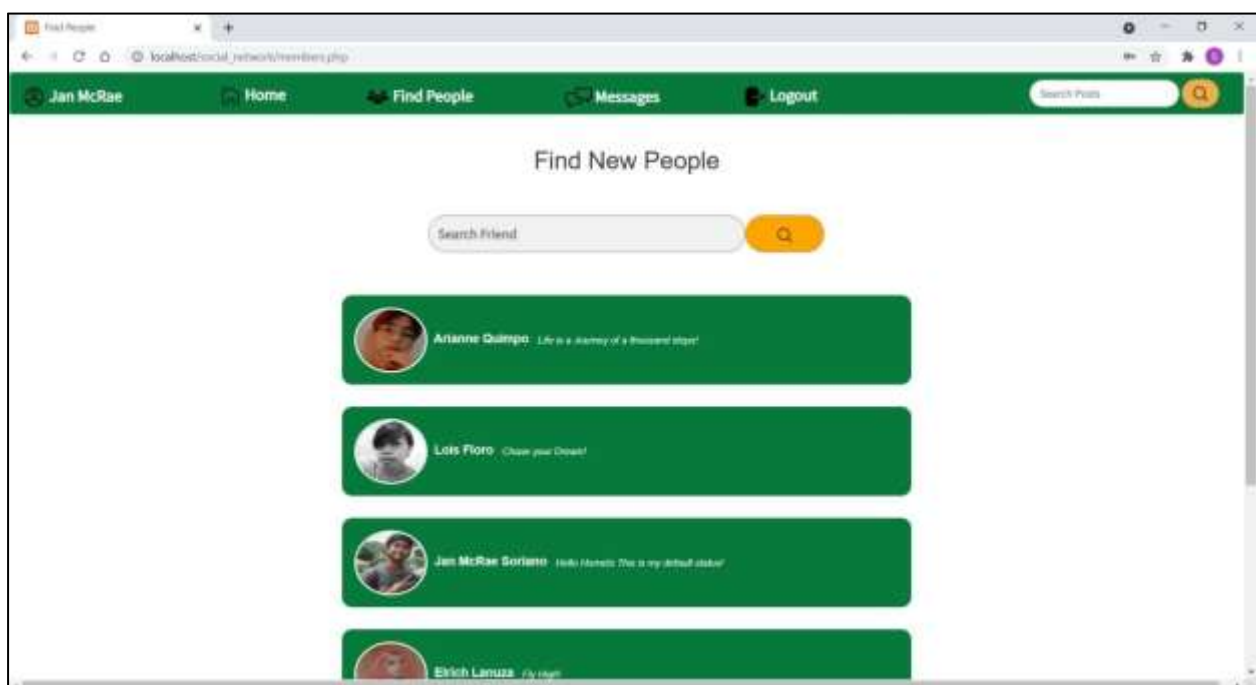 Find People
localhost/social_network/members.php
Jan McRae Home Find People Messages Logout Search Posts
Find New People
Search Friend
Arianne Quimpo Life is a Journey of a thousand steps!
Lois Floro Chase your Dream!
Jan McRae Soriano Hello This is my default status!
Elrich Lanuza Fly High!